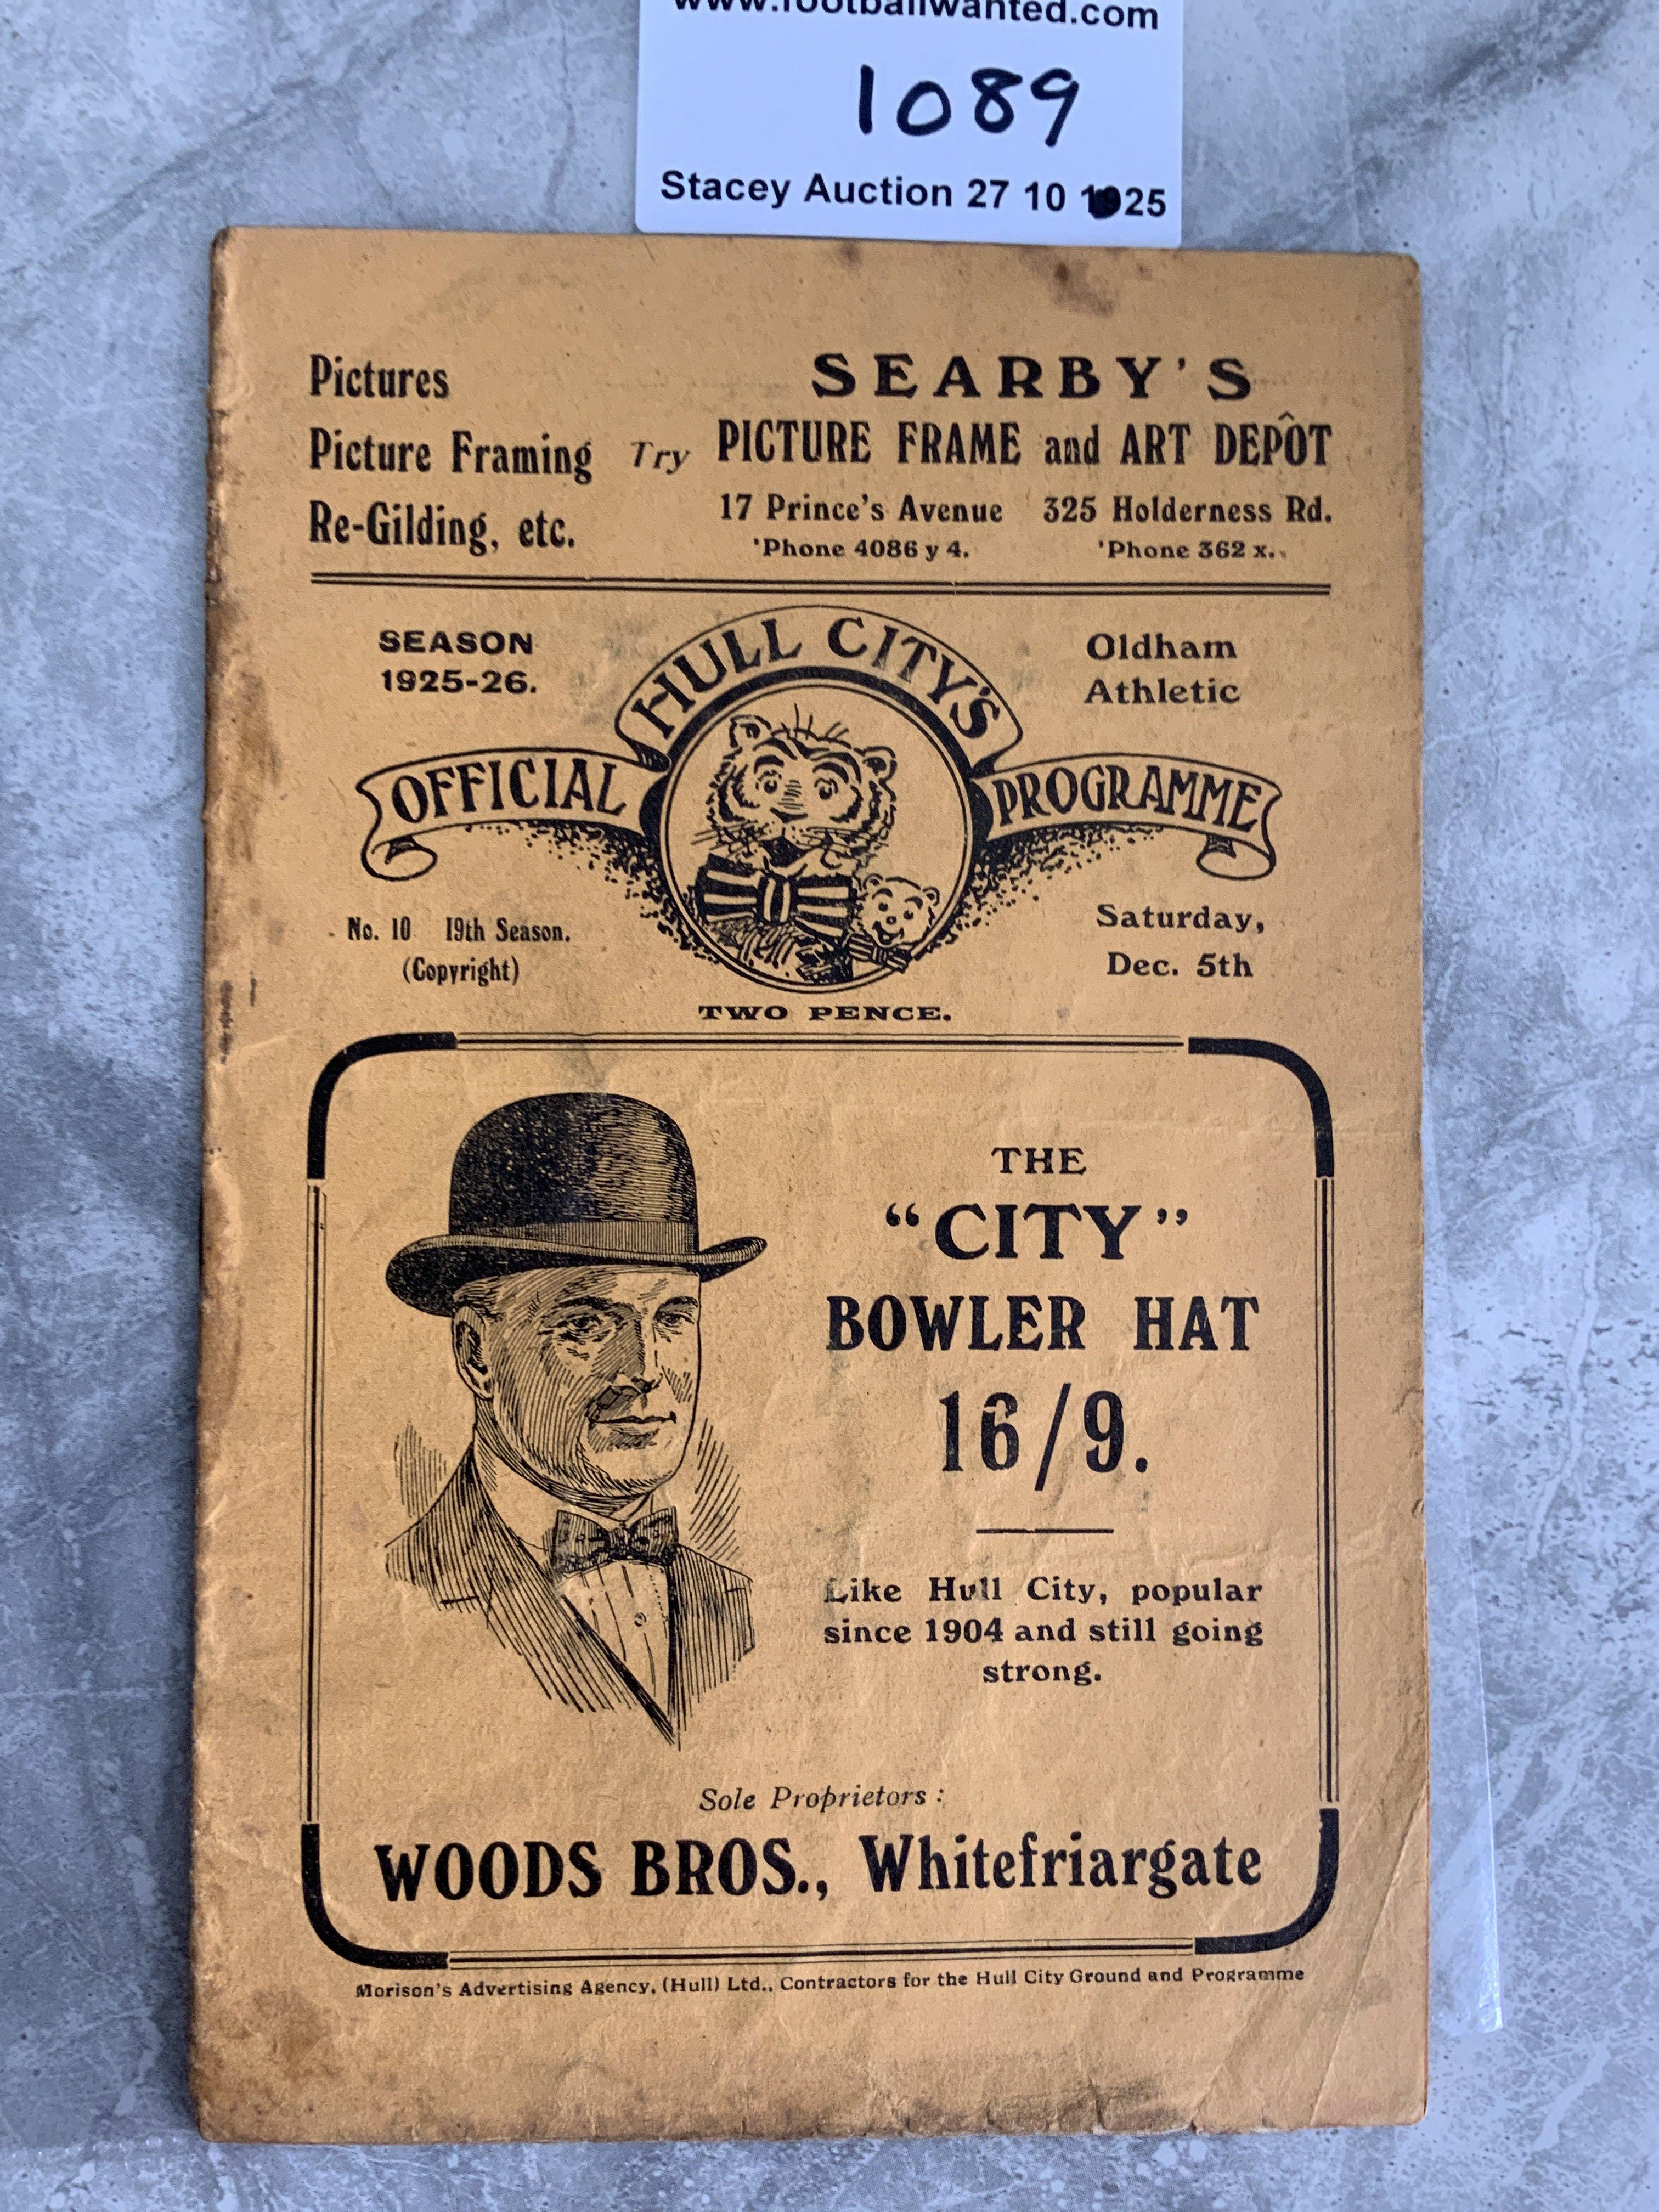 www.footballwanted.com
1089
Stacey Auction 27 10 1925
Pictures
Picture Framing
Re-Gilding, etc.
Try
SEARBY'S
PICTURE FRAME and ART DEPÔT
17 Prince's Avenue 325 Holderness Rd.
'Phone 4086 y 4. 'Phone 362 x.
SEASON
1925-26.
HULL CITY'S
OFFICIAL
PROGRAMME
Oldham
Athletic
No. 10 19th Season.
(Copyright)
Saturday,
Dec. 5th
TWO PENCE.
THE
"CITY"
BOWLER HAT
16/9.
Like Hull City, popular
since 1904 and still going
strong.
Sole Proprietors :
WOODS BROS., Whitefriargate
Morison's Advertising Agency, (Hull) Ltd., Contractors for the Hull City Ground and Programme